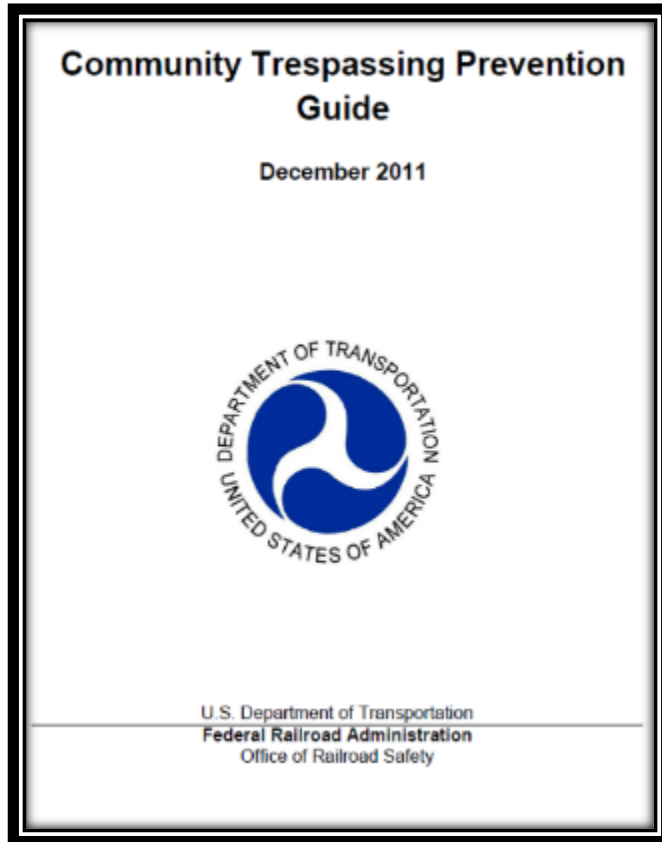 Community Trespassing Prevention
Guide
December 2011
DEPARTMENT OF TRANSPORTATION
UNITED STATES OF AMERICA
U.S. Department of Transportation
Federal Railroad Administration
Office of Railroad Safety